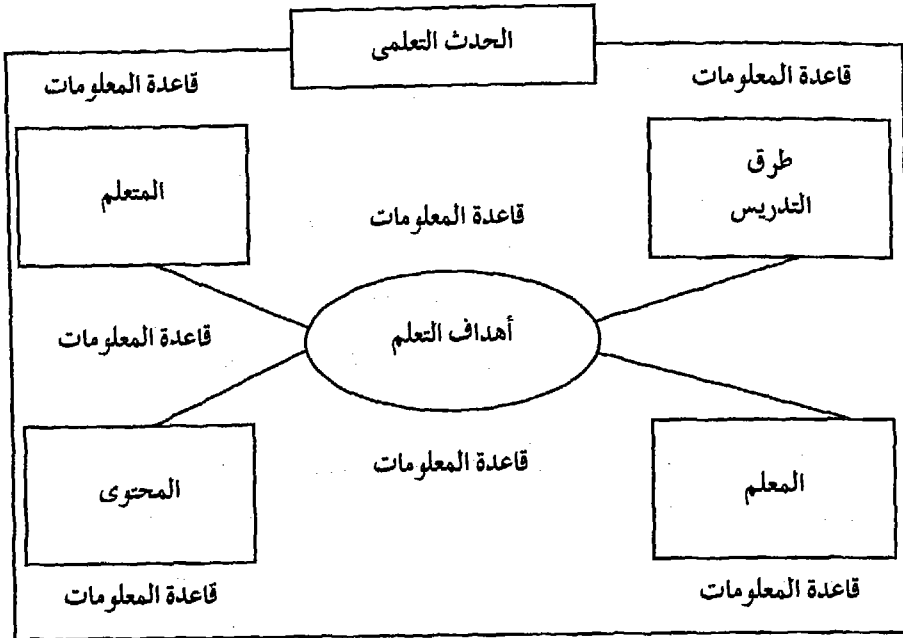 الحدث التعلمى
قاعدة المعلومات
قاعدة المعلومات
طرق
التدريس
المتعلم
قاعدة المعلومات
أهداف التعلم
قاعدة المعلومات
قاعدة المعلومات
المعلم
المحتوى
قاعدة المعلومات
قاعدة المعلومات